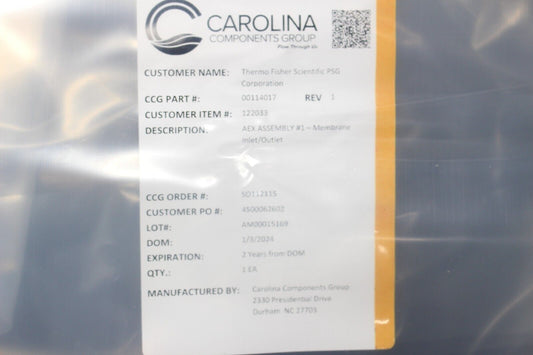 CAROLINA
COMPONENTS GROUP
Flow Through Us
CUSTOMER NAME: Thermo Fisher Scientific PSG
Corporation
CCG PART #: 00114017 REV 1
CUSTOMER ITEM #: 122033
DESCRIPTION: AEX ASSEMBLY #1 – Membrane
Inlet/Outlet
CCG ORDER #: SO112115
CUSTOMER PO #: 4500062602
LOT#: AM00015169
DOM: 1/3/2024
EXPIRATION: 2 Years from DOM
QTY.: 1 EA
MANUFACTURED BY: Carolina Components Group
2330 Presidential Drive
Durham NC 27703